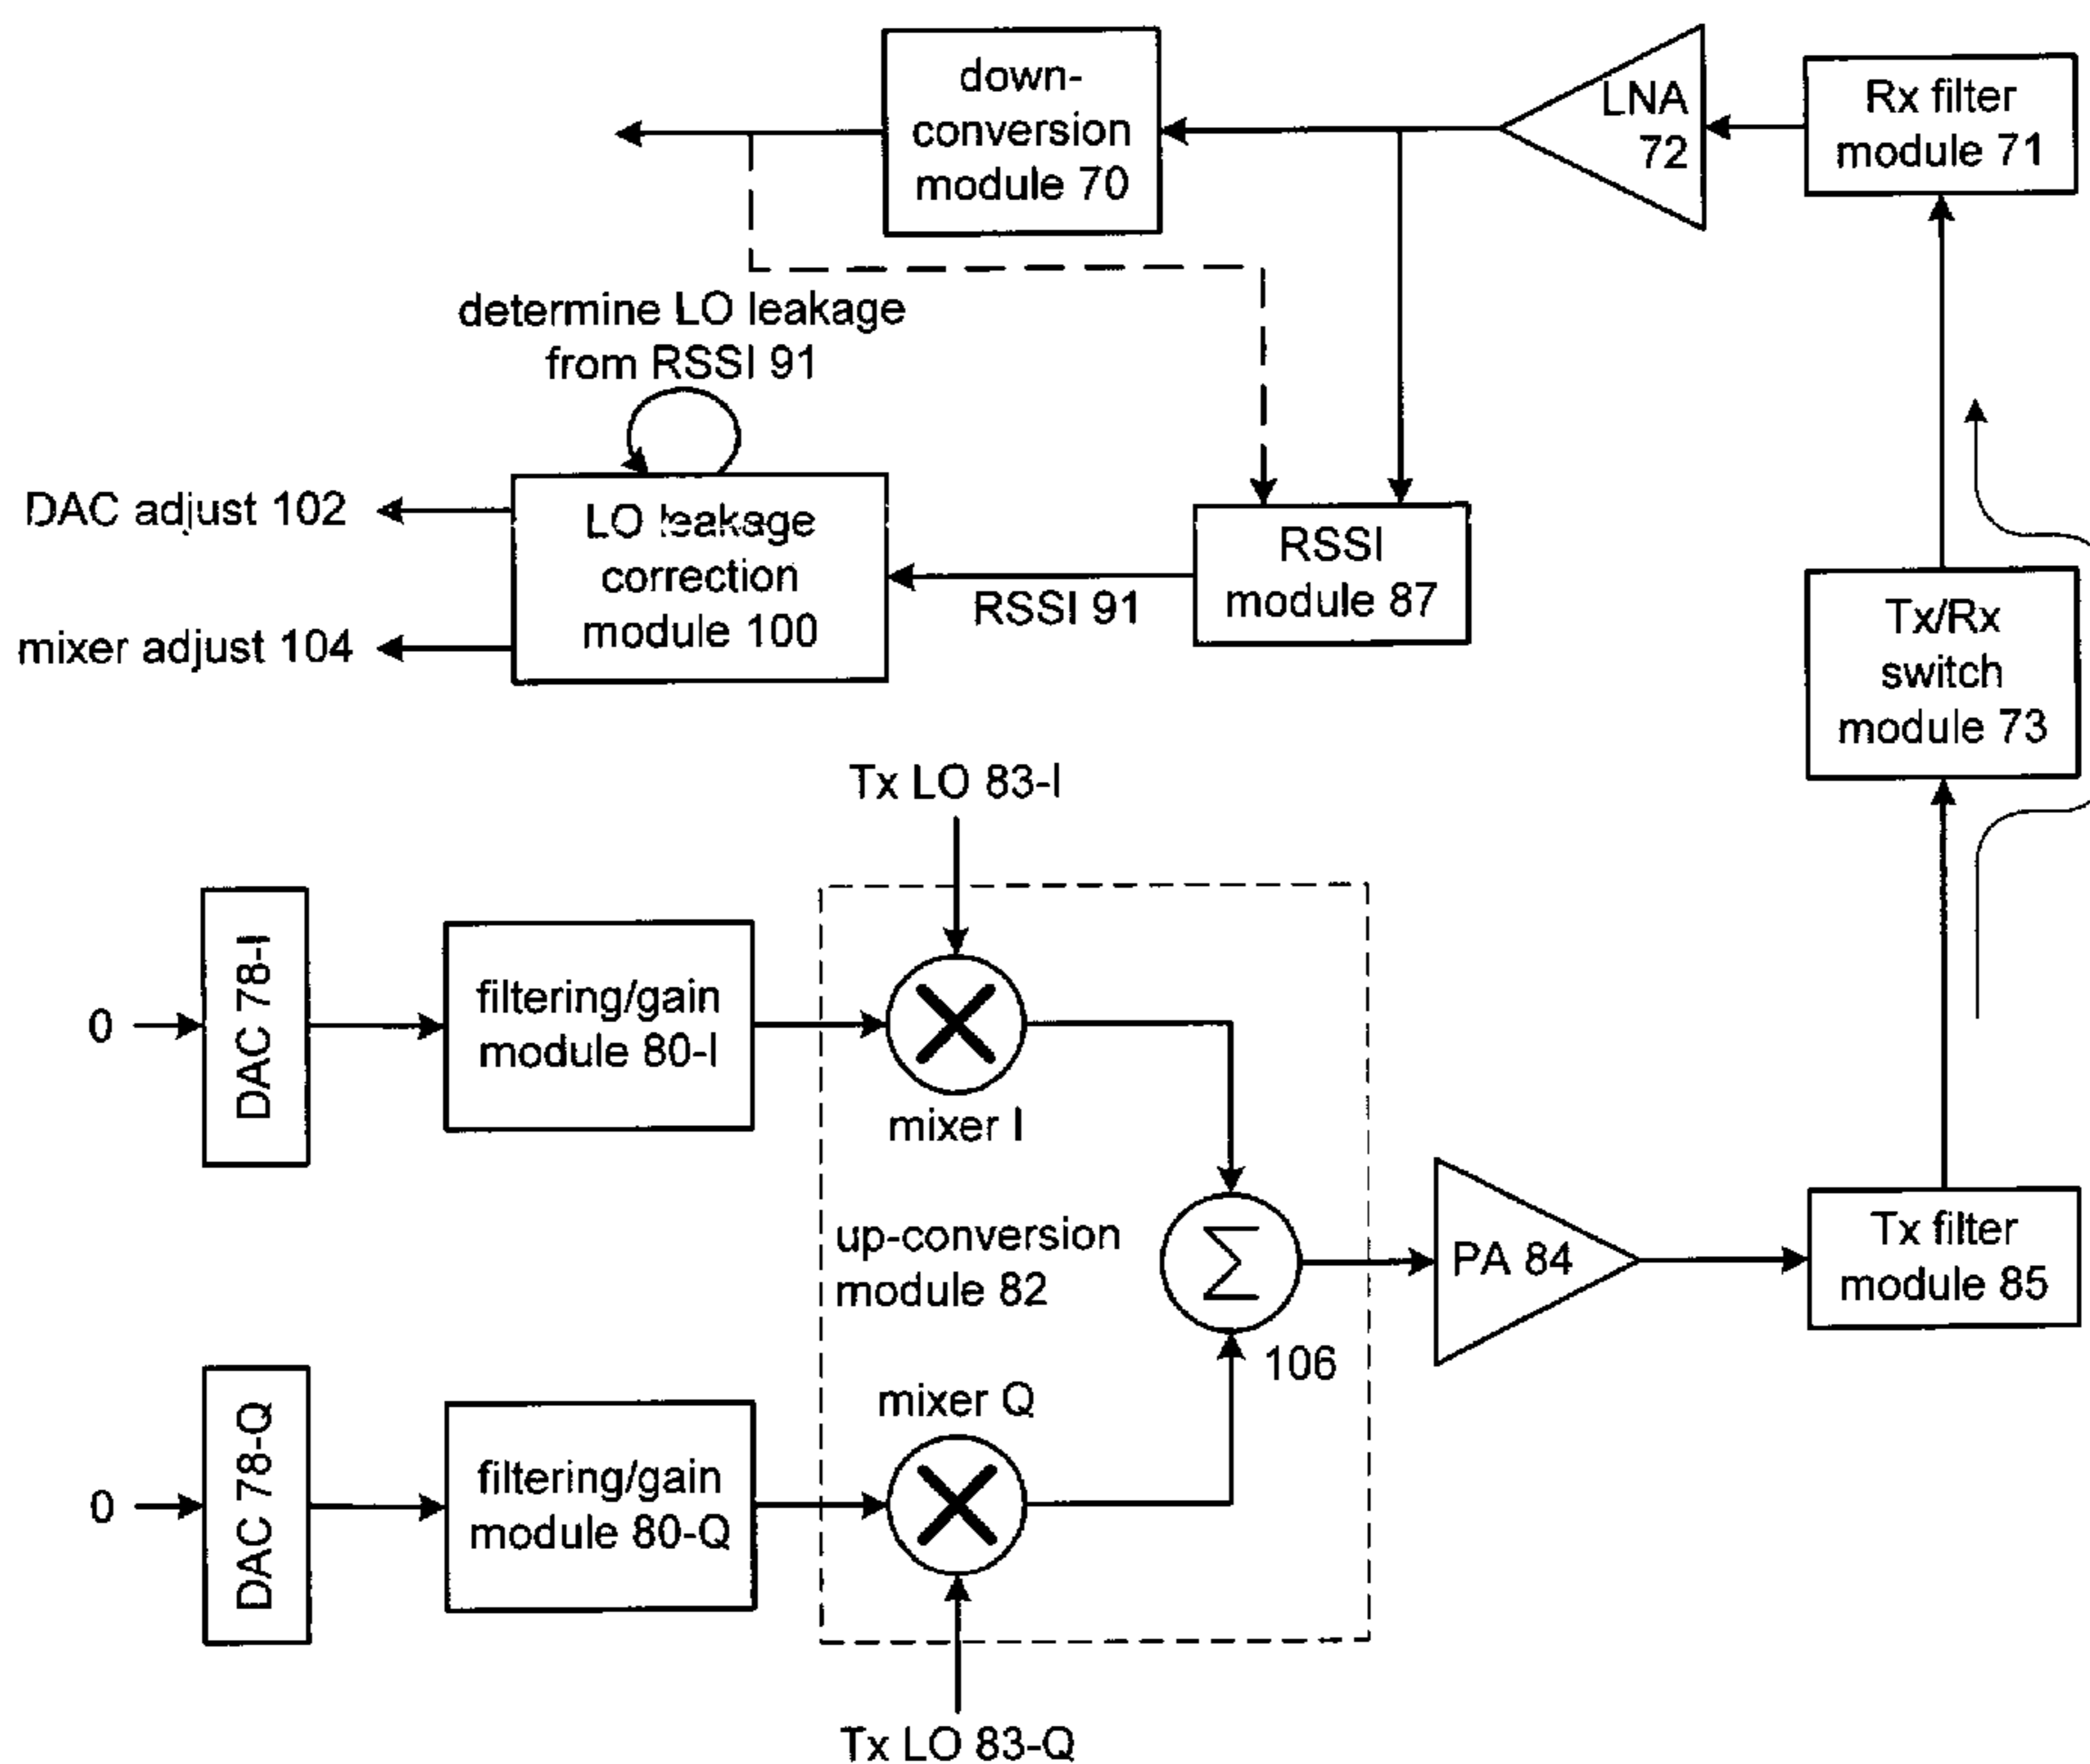 down-
conversion
module 70
LNA
72
Rx filter
module 71
determine LO leakage
from RSSI 91
DAC adjust 102
mixer adjust 104
LO leakage
correction
module 100
RSSI 91
RSSI
module 87
Tx/Rx
switch
module 73
Tx LO 83-I
0
DAC 78-I
filtering/gain
module 80-I
mixer I
up-conversion
module 82
Σ
106
PA 84
Tx filter
module 85
0
DAC 78-Q
filtering/gain
module 80-Q
mixer Q
Tx LO 83-Q